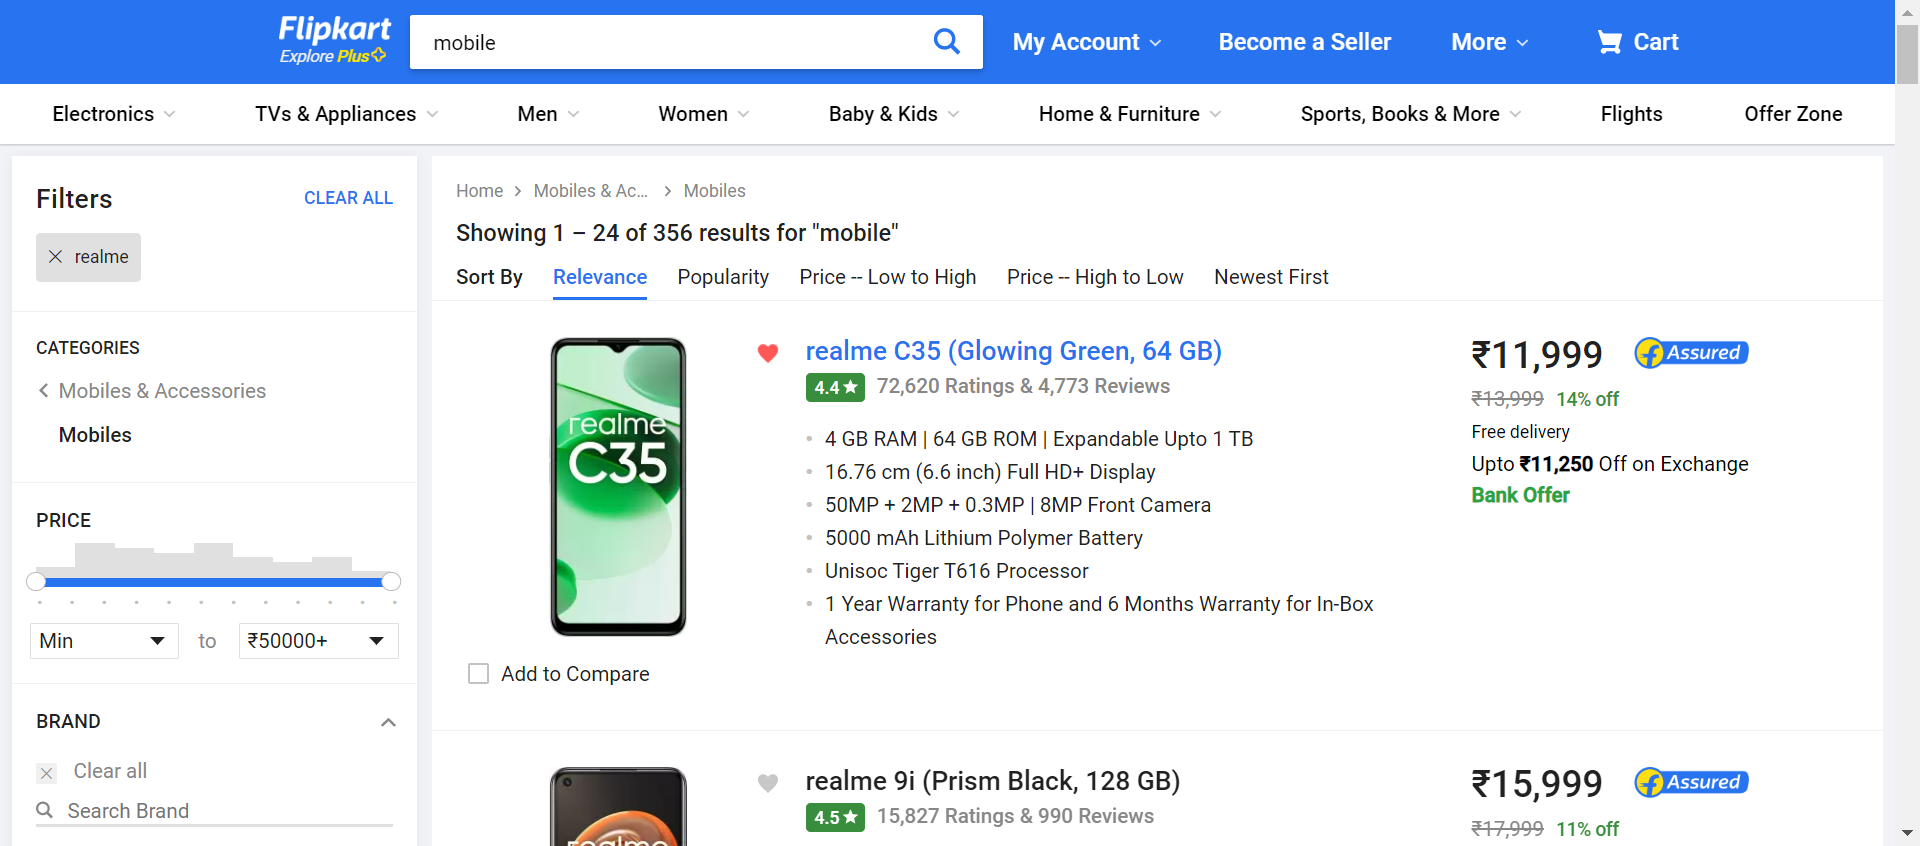 Flipkart
Explore Plus
mobile
My Account
Become a Seller
More
Cart
Electronics
TVs & Appliances
Men
Women
Baby & Kids
Home & Furniture
Sports, Books & More
Flights
Offer Zone
Filters
CLEAR ALL
realme
CATEGORIES
Mobiles & Accessories
Mobiles
PRICE
Min
to
₹50000+
BRAND
Clear all
Search Brand
Home
Mobiles & Ac...
Mobiles
Showing 1 – 24 of 356 results for "mobile"
Sort By
Relevance
Popularity
Price -- Low to High
Price -- High to Low
Newest First
realme
C35
Add to Compare
realme C35 (Glowing Green, 64 GB)
4.4★
72,620 Ratings & 4,773 Reviews
4 GB RAM | 64 GB ROM | Expandable Upto 1 TB
16.76 cm (6.6 inch) Full HD+ Display
50MP + 2MP + 0.3MP | 8MP Front Camera
5000 mAh Lithium Polymer Battery
Unisoc Tiger T616 Processor
1 Year Warranty for Phone and 6 Months Warranty for In-Box
Accessories
₹11,999
Assured
₹13,999
14% off
Free delivery
Upto ₹11,250 Off on Exchange
Bank Offer
realme
realme 9i (Prism Black, 128 GB)
4.5★
15,827 Ratings & 990 Reviews
₹15,999
Assured
₹17,999
11% off